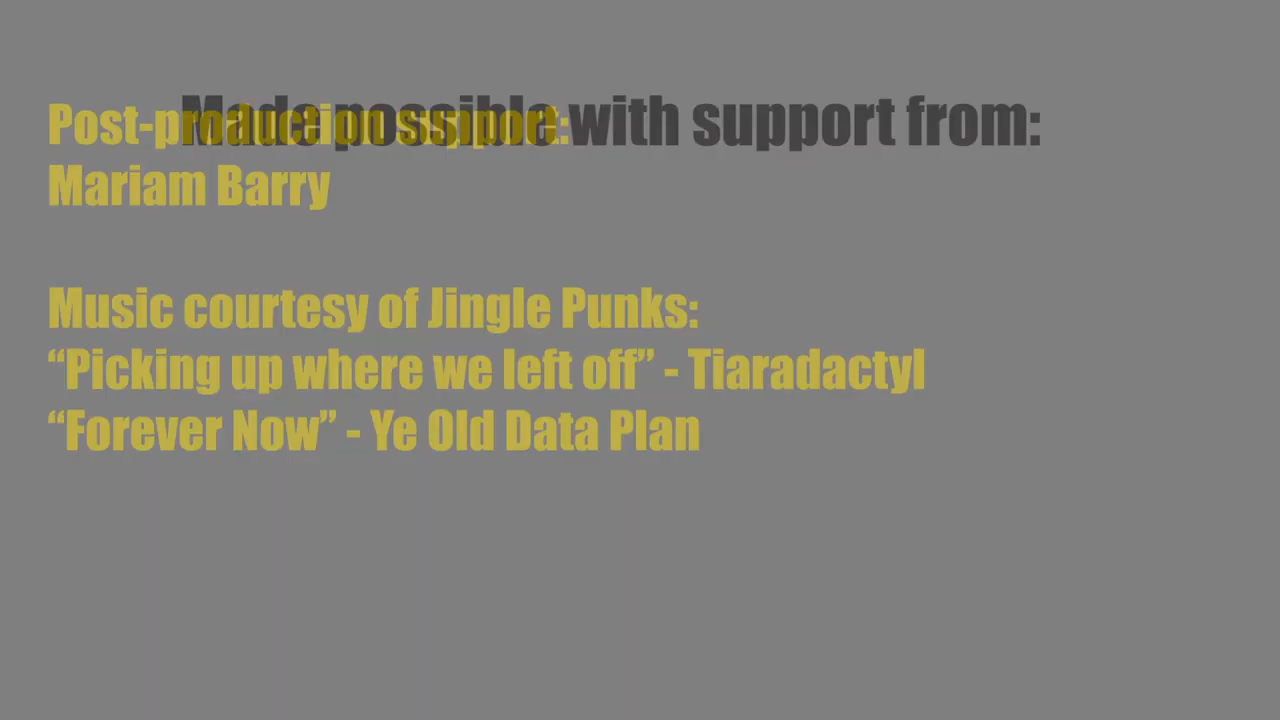 Post-production support:
Made possible with support from:
Mariam Barry
Music courtesy of Jingle Punks:
“Picking up where we left off” - Tiaradactyl
“Forever Now” - Ye Old Data Plan